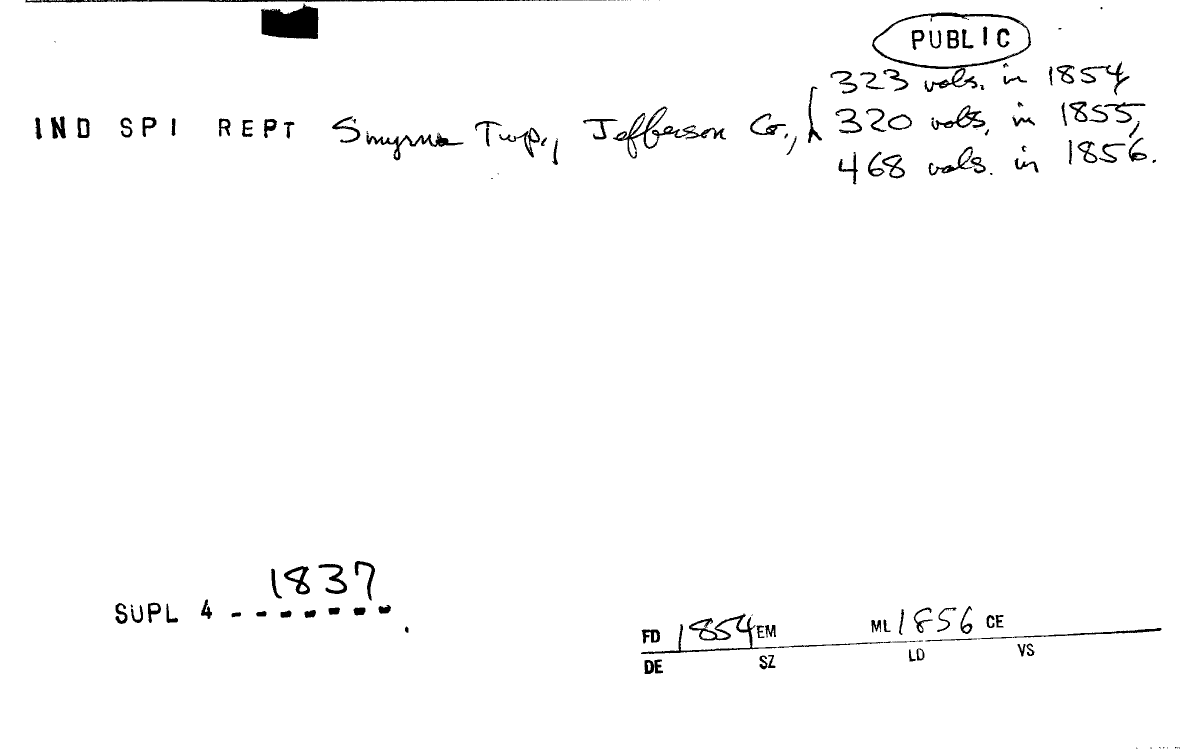 PUBLIC
323 vols. in 1854
IND SPI REPT Smyrna Twp., Jefferson Co., 320 vols. in 1855,
468 vols. in 1856.
1837
SUPL 4 - - - - - - -
FD 1854 EM ML 1856 CE
DE SZ LD VS